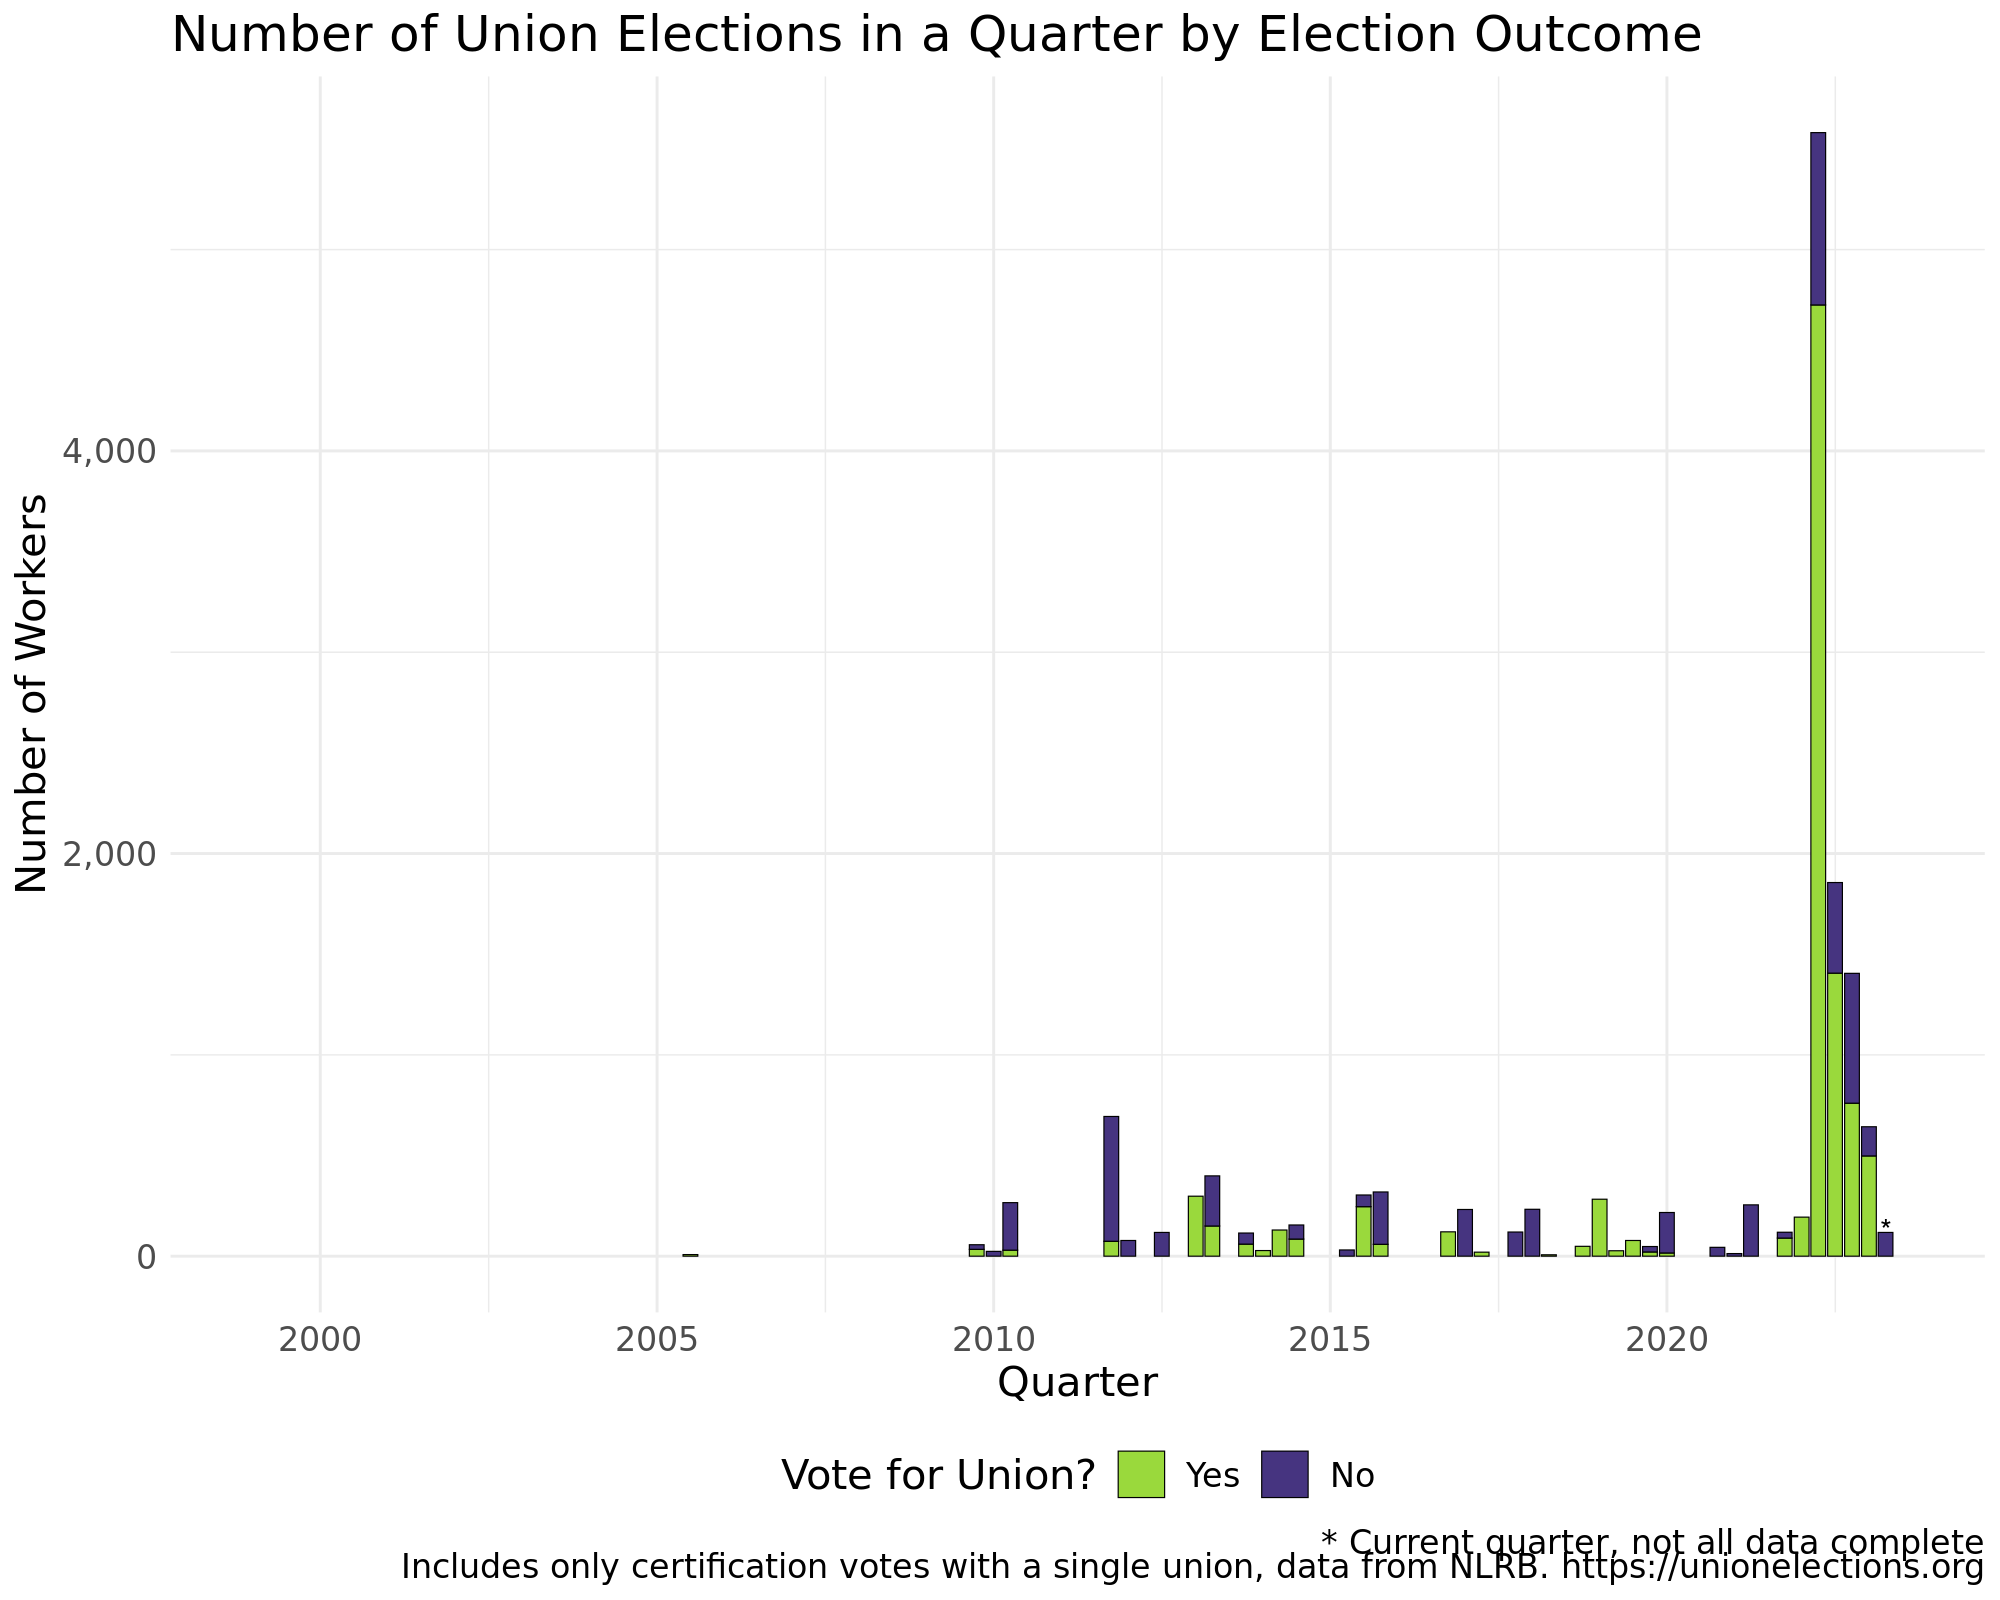 Number of Union Elections in a Quarter by Election Outcome
Number of Workers
4,000
2,000
0
*
2000 2005 2010 2015 2020
Quarter
Vote for Union? Yes No
* Current quarter, not all data complete
Includes only certification votes with a single union, data from NLRB. https://unionelections.org